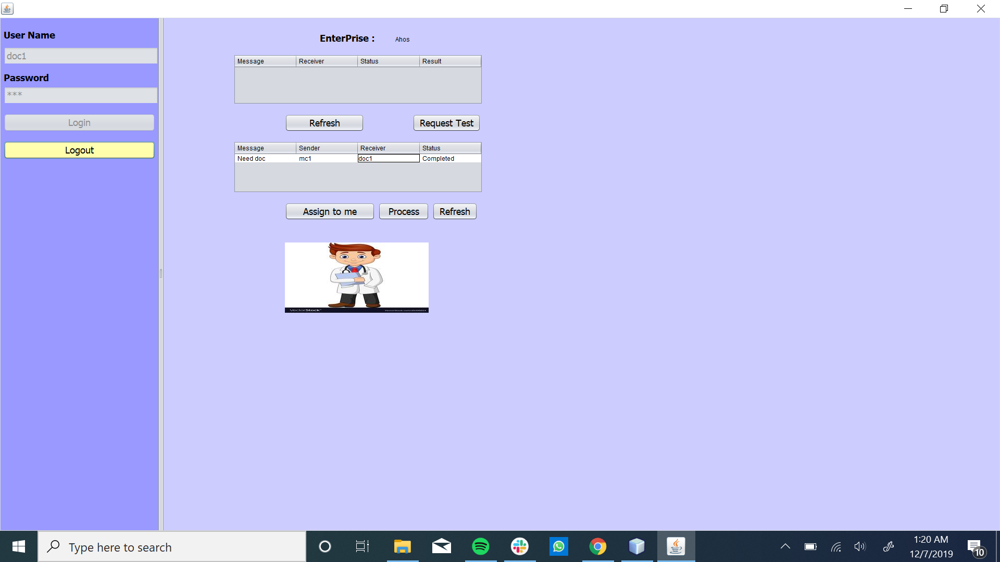 User Name
doc1
Password
***
Login
Logout
EnterPrise : Ahos
Message Receiver Status Result
Refresh Request Test
Message Sender Receiver Status
Need doc mc1 doc1 Completed
Assign to me Process Refresh
VectorStock
Type here to search
1:20 AM
12/7/2019
10